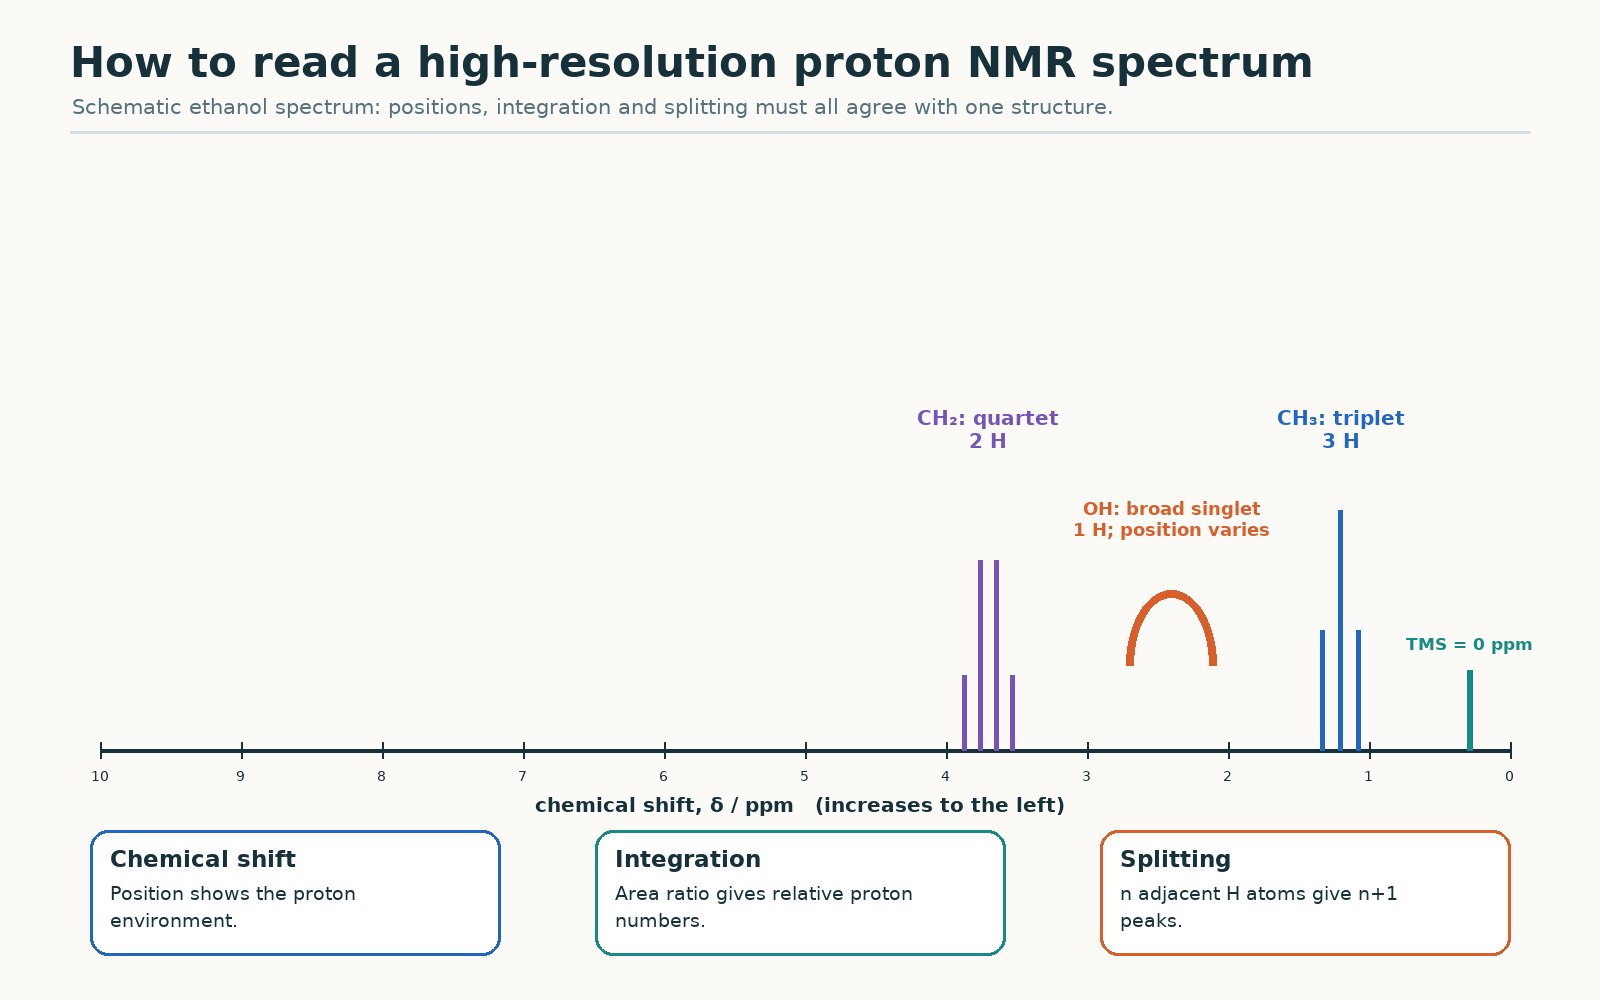 How to read a high-resolution proton NMR spectrum
Schematic ethanol spectrum: positions, integration and splitting must all agree with one structure.
CH₂: quartet
2 H
CH₃: triplet
3 H
OH: broad singlet
1 H; position varies
TMS = 0 ppm
10 9 8 7 6 5 4 3 2 1 0
chemical shift, δ / ppm (increases to the left)
Chemical shift
Position shows the proton
environment.
Integration
Area ratio gives relative proton
numbers.
Splitting
n adjacent H atoms give n+1
peaks.